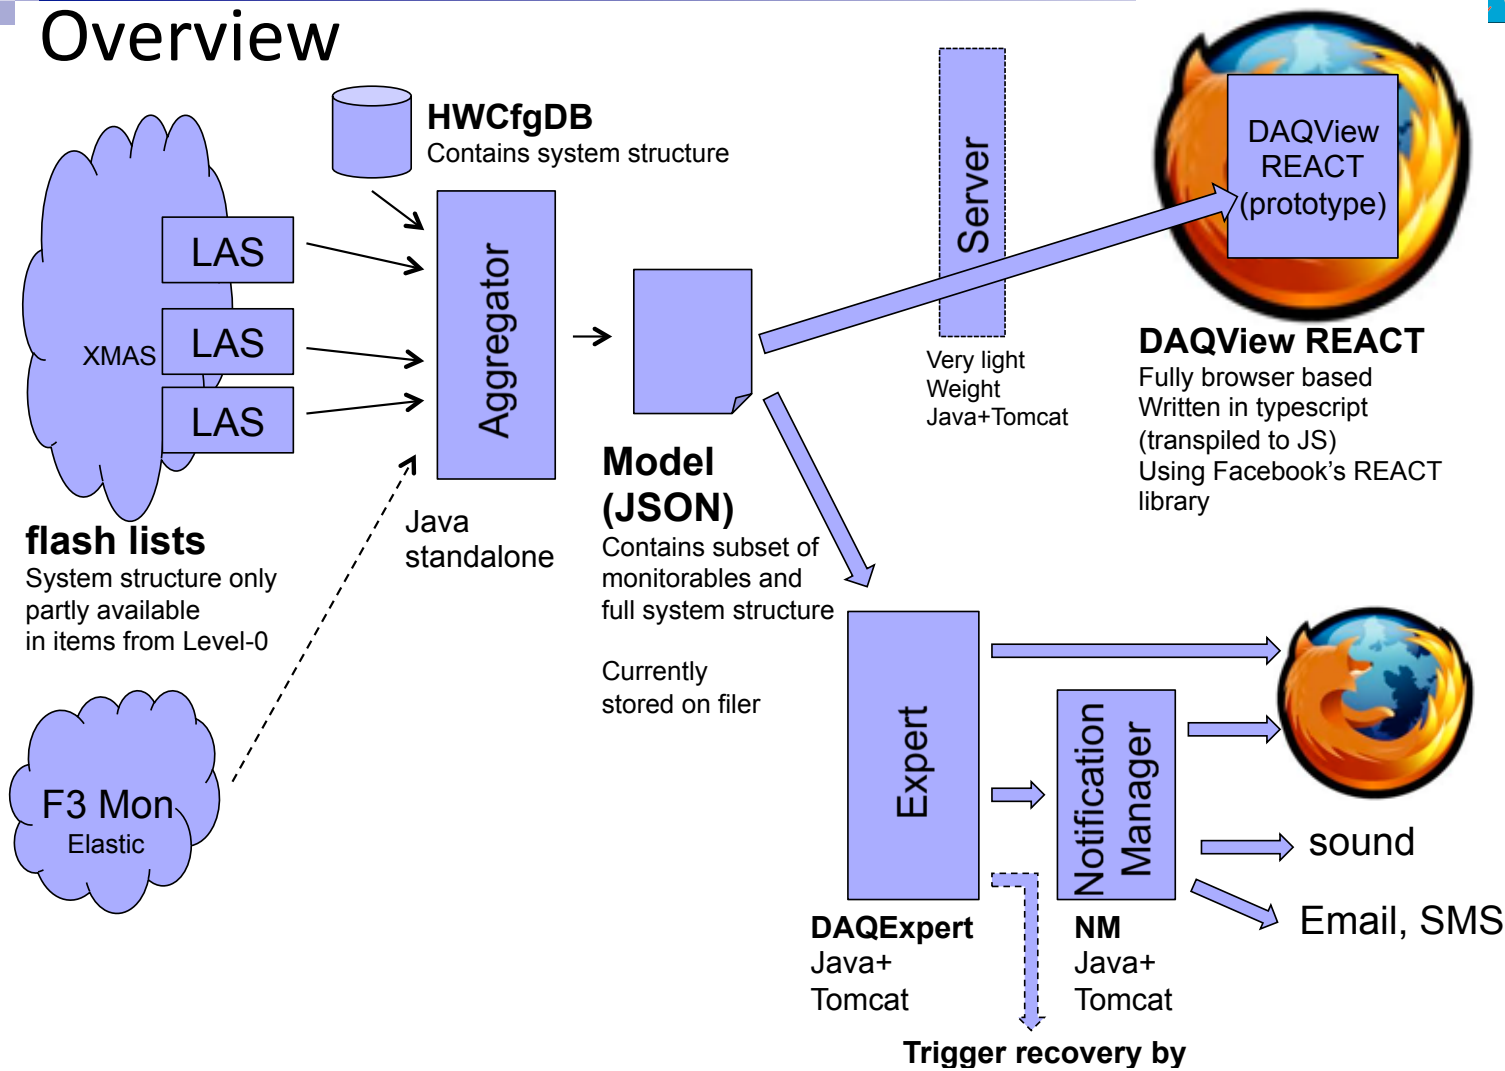 Overview
HWCfgDB
Contains system structure
LAS
LAS
LAS
XMAS
flash lists
System structure only
partly available
in items from Level-0
F3 Mon
Elastic
Aggregator
Java
standalone
Model
(JSON)
Contains subset of
monitorables and
full system structure
Currently
stored on filer
Server
Very light
Weight
Java+Tomcat
DAQView
REACT
(prototype)
DAQView REACT
Fully browser based
Written in typescript
(transpiled to JS)
Using Facebook’s REACT
library
Expert
DAQExpert
Java+
Tomcat
Notification
Manager
NM
Java+
Tomcat
sound
Email, SMS
Trigger recovery by